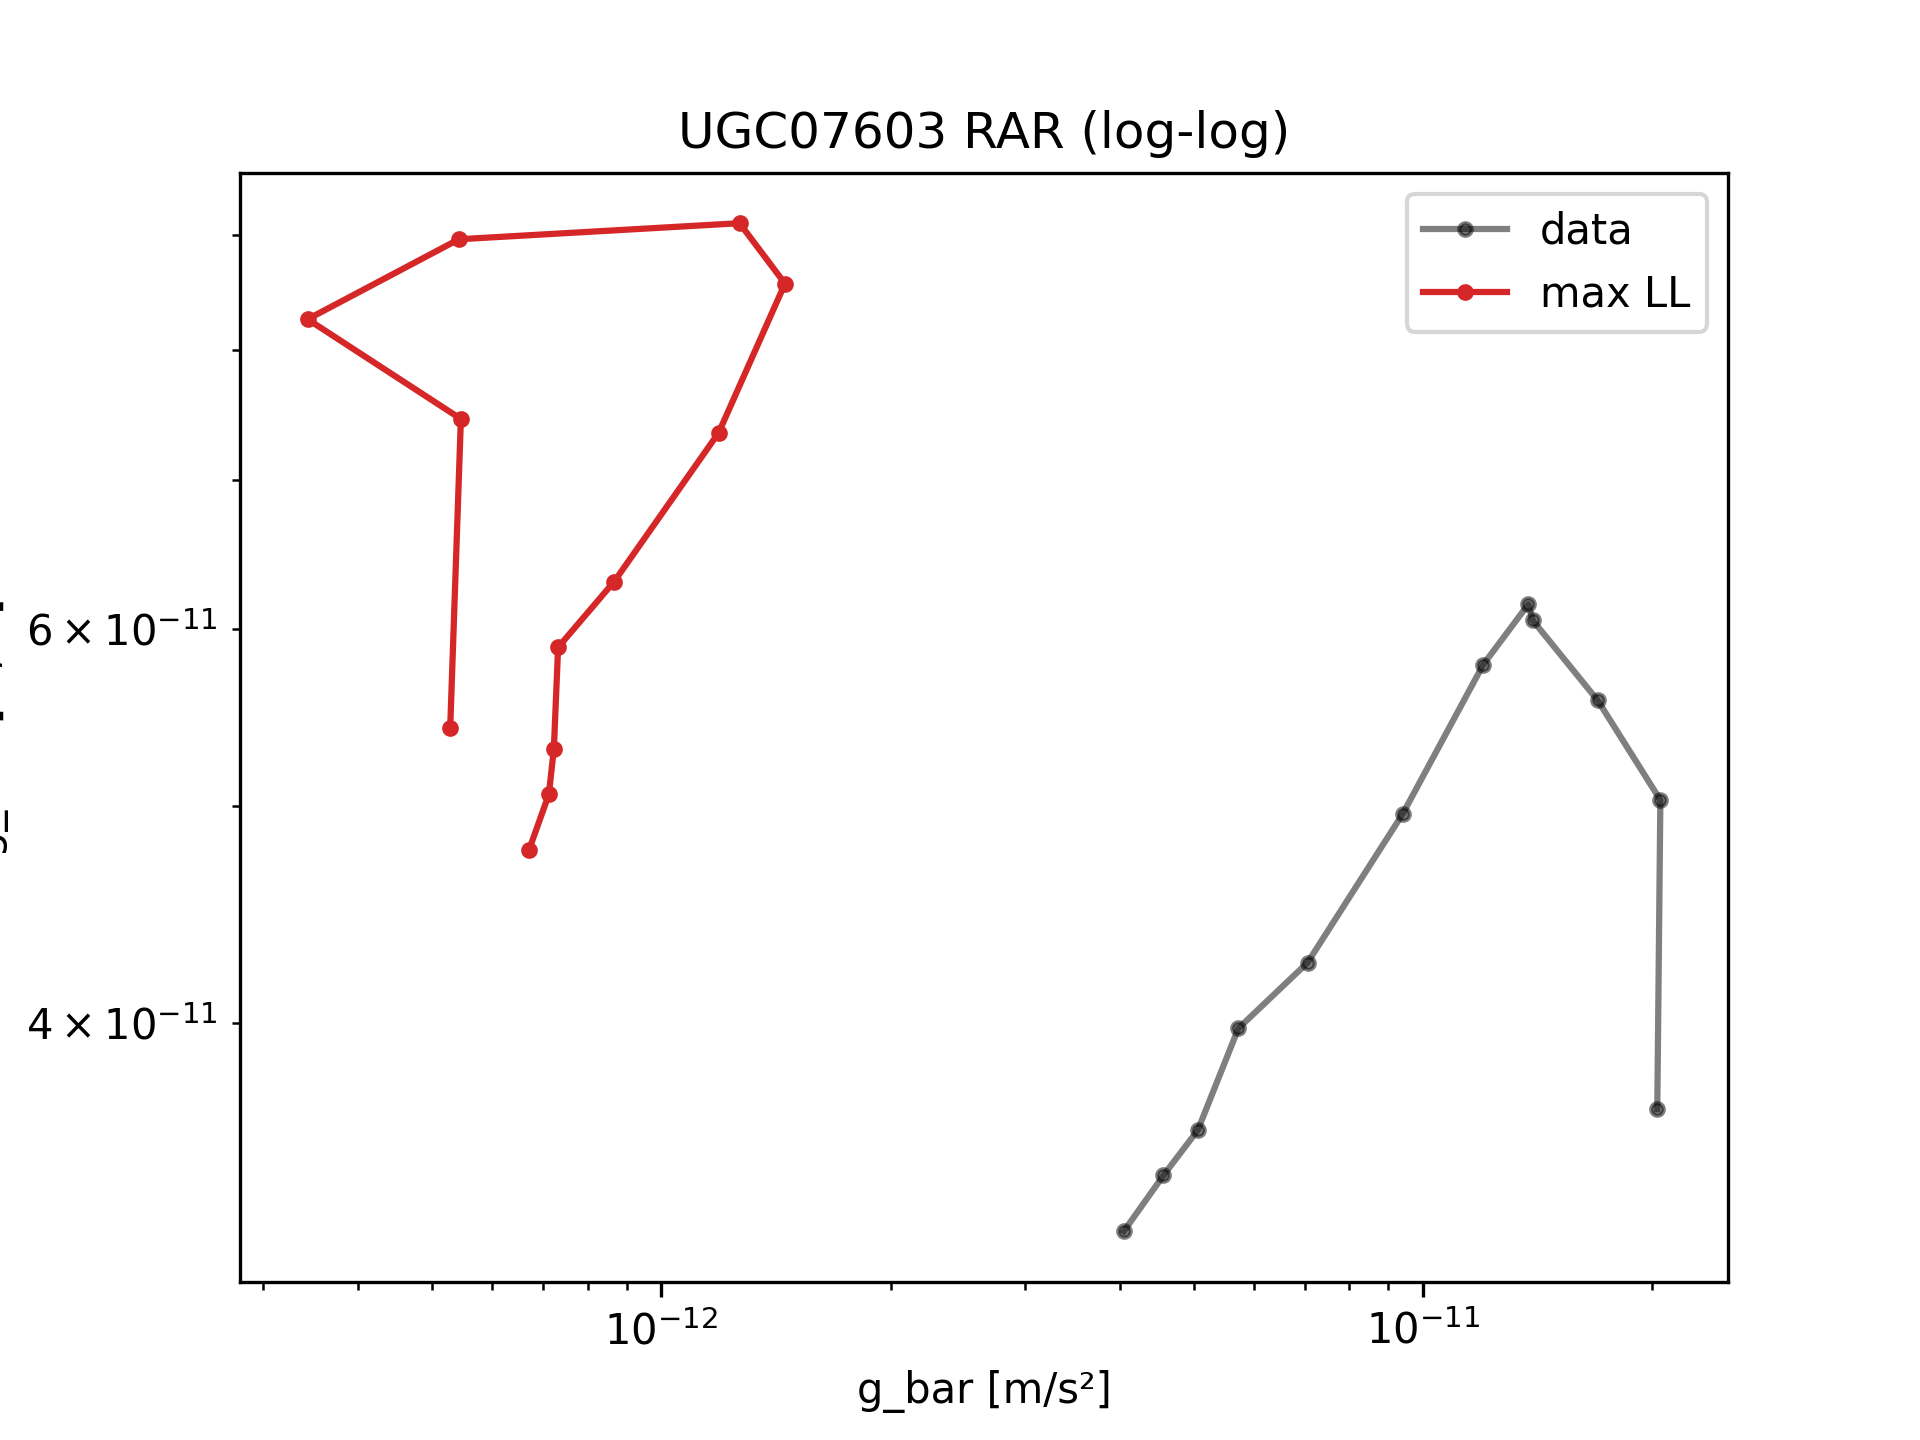 UGC07603 RAR (log-log)
data
max LL
6×10⁻¹¹
4×10⁻¹¹
10⁻¹²
10⁻¹¹
g_bar [m/s²]